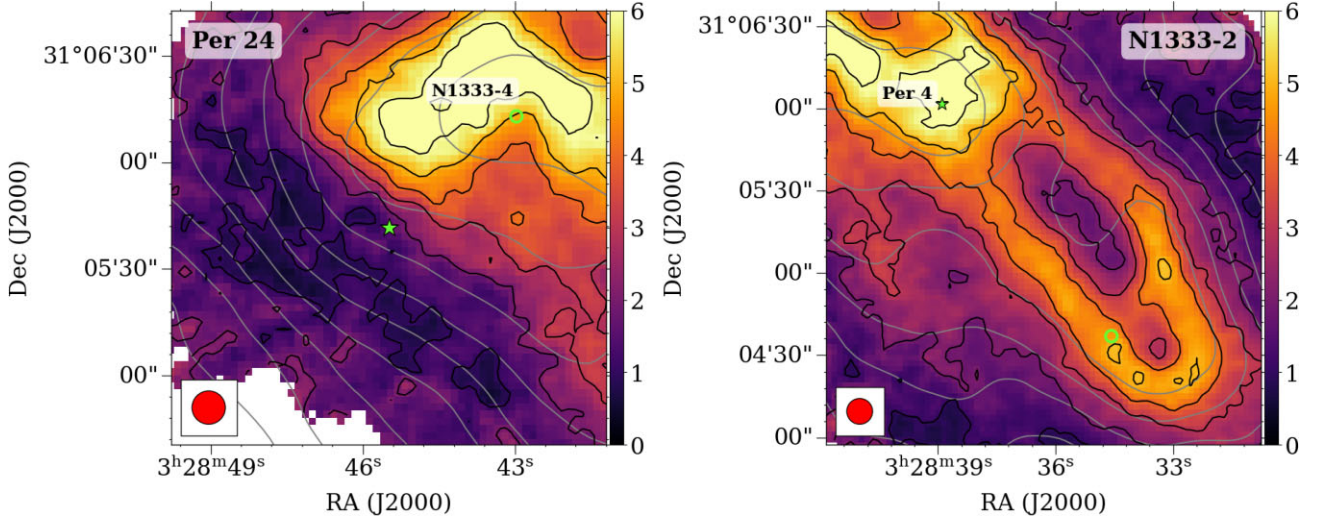 Per 24
N1333-4
31°06'30"
00"
05'30"
00"
Dec (J2000)
3ʰ28ᵐ49ˢ
46ˢ
43ˢ
RA (J2000)
6
5
4
3
2
1
0
N1333-2
Per 4
31°06'30"
00"
05'30"
00"
04'30"
00"
Dec (J2000)
3ʰ28ᵐ39ˢ
36ˢ
33ˢ
RA (J2000)
6
5
4
3
2
1
0